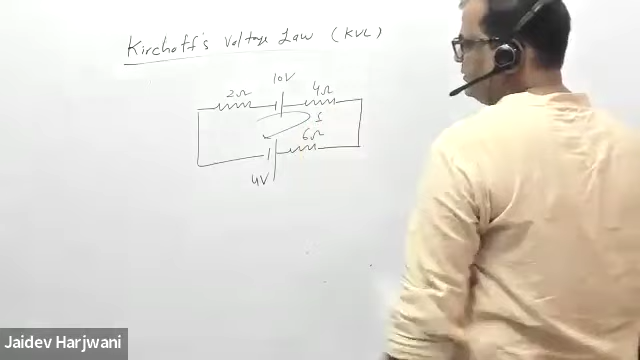 Kirchoff's Voltage Law (KVL)
10V
2Ω 4Ω
I
6Ω
4V
Jaidev Harjwani